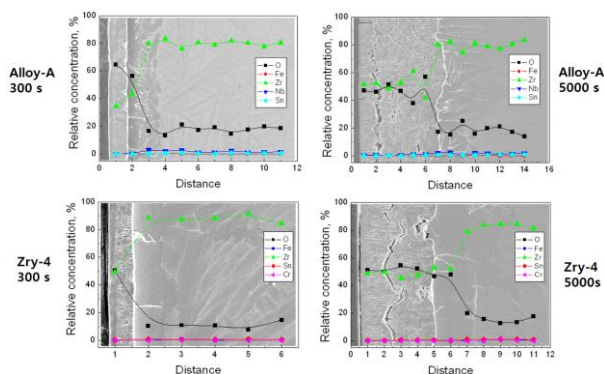 Alloy-A
300 s
Relative concentration, %
100
80
60
40
20
0
O
Fe
Zr
Nb
Sn
0 2 4 6 8 10 12
Distance
Relative concentration, %
100
80
60
40
20
0
O
Fe
Zr
Nb
Sn
0 2 4 6 8 10 12 14 16
Distance
Alloy-A
5000 s
Zry-4
300 s
Relative concentration, %
100
80
60
40
20
0
O
Fe
Zr
Sn
Cr
1 2 3 4 5 6
Distance
Relative concentration, %
100
80
60
40
20
0
O
Fe
Zr
Sn
Cr
0 1 2 3 4 5 6 7 8 9 10 11
Distance
Zry-4
5000s